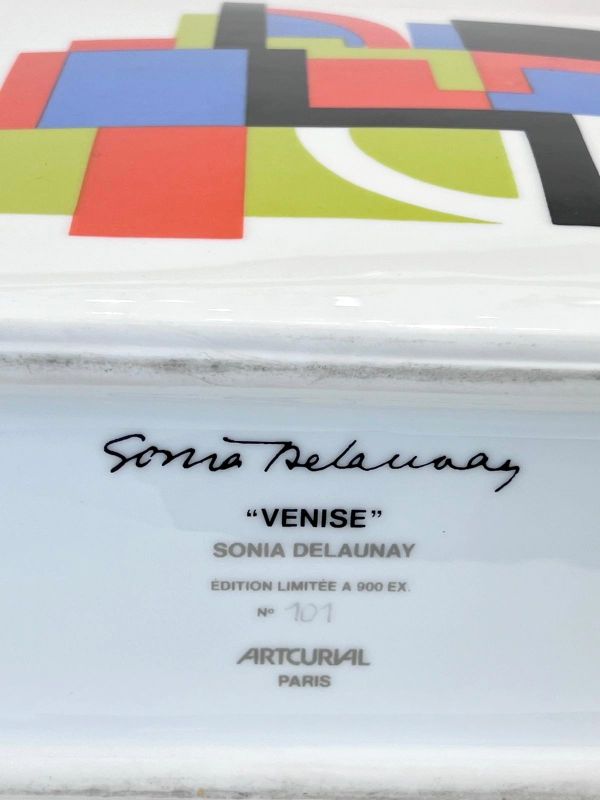 Sonia Delaunay
“VENISE”
SONIA DELAUNAY
ÉDITION LIMITÉE A 900 EX.
Nº 101
ARTCURIAL
PARIS